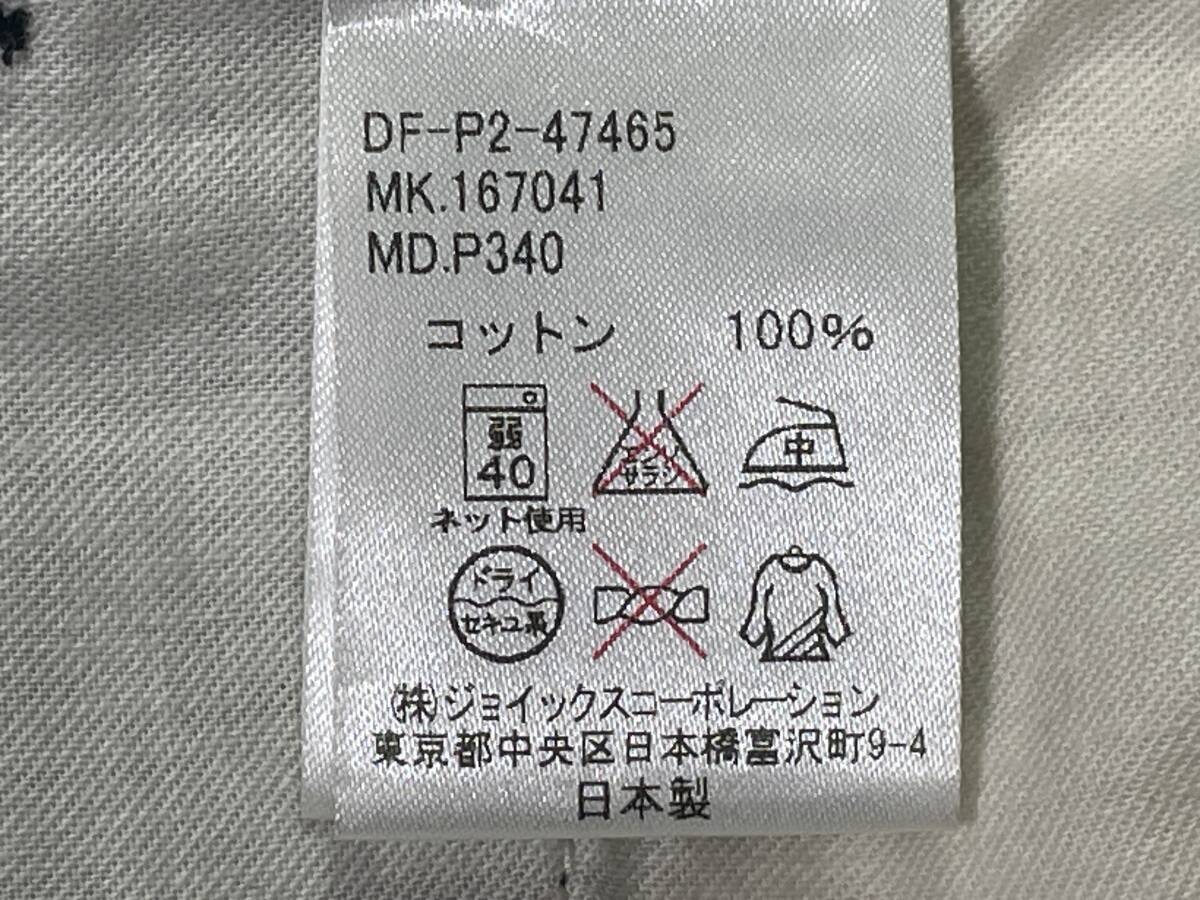 DF-P2-47465
MK.167041
MD.P340
コットン 100%
弱
40
エンソ
サラシ
中
ネット使用
ドライ
セキユ系
㈱ジョイックスコーポレーション
東京都中央区日本橋富沢町9-4
日本製